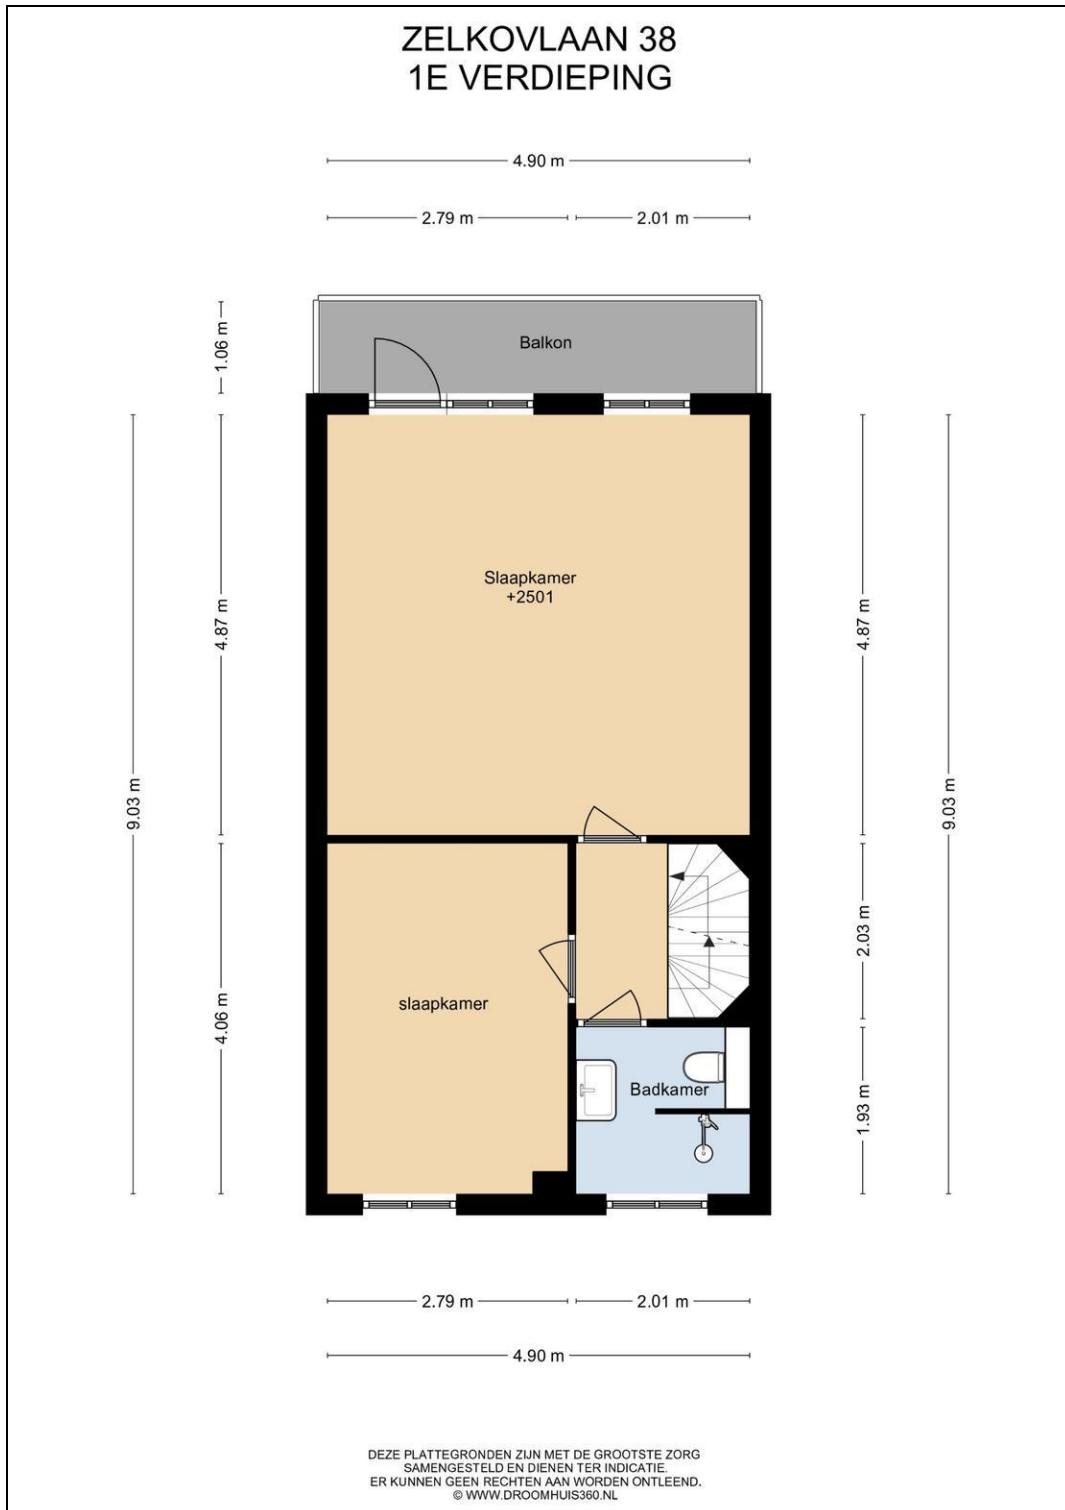 ZELKOVLAAN 38
1E VERDIEPING
4.90 m
2.79 m
2.01 m
1.06 m
Balkon
4.87 m
4.87 m
9.03 m
9.03 m
Slaapkamer
+2501
2.03 m
4.06 m
slaapkamer
Badkamer
1.93 m
2.79 m
2.01 m
4.90 m
DEZE PLATTEGRONDEN ZIJN MET DE GROOTSTE ZORG
SAMENGESTELD EN DIENEN TER INDICATIE.
ER KUNNEN GEEN RECHTEN AAN WORDEN ONTLEEND.
© WWW.DROOMHUIS360.NL